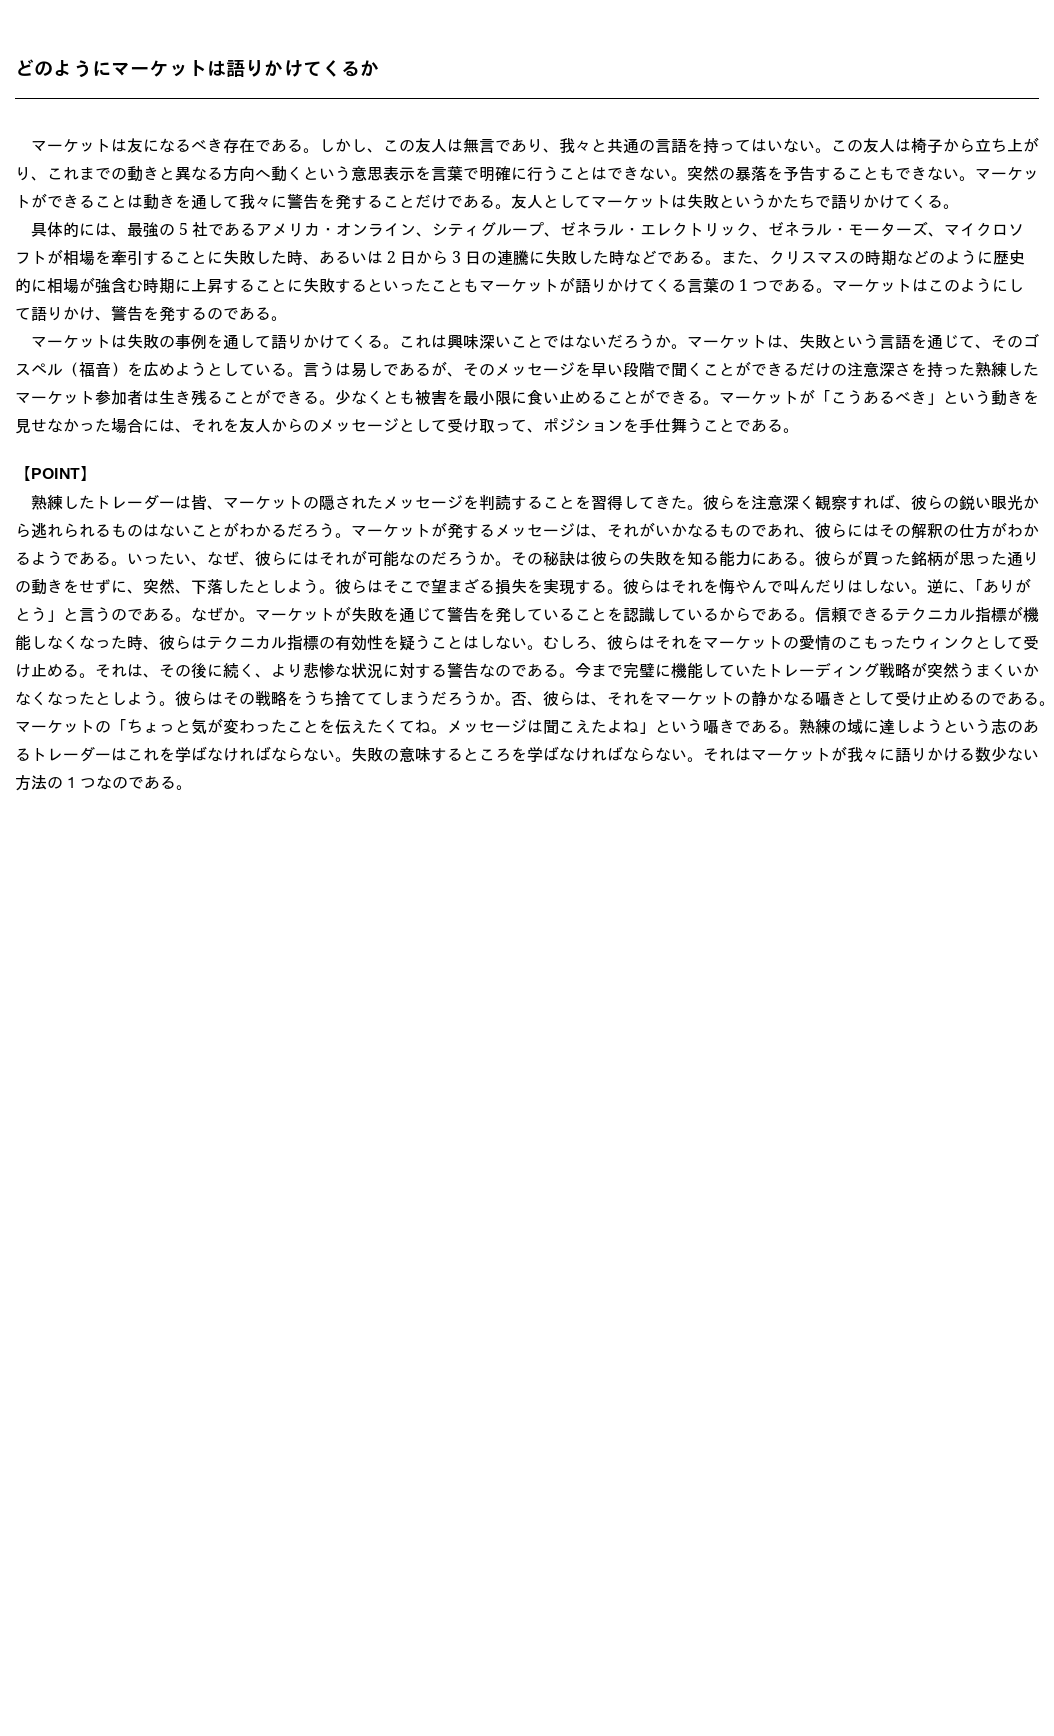 どのようにマーケットは語りかけてくるか
　マーケットは友になるべき存在である。しかし、この友人は無言であり、我々と共通の言語を持ってはいない。この友人は椅子から立ち上が
り、これまでの動きと異なる方向へ動くという意思表示を言葉で明確に行うことはできない。突然の暴落を予告することもできない。マーケッ
トができることは動きを通して我々に警告を発することだけである。友人としてマーケットは失敗というかたちで語りかけてくる。
　具体的には、最強の５社であるアメリカ・オンライン、シティグループ、ゼネラル・エレクトリック、ゼネラル・モーターズ、マイクロソ
フトが相場を牽引することに失敗した時、あるいは２日から３日の連騰に失敗した時などである。また、クリスマスの時期などのように歴史
的に相場が強含む時期に上昇することに失敗するといったこともマーケットが語りかけてくる言葉の１つである。マーケットはこのようにし
て語りかけ、警告を発するのである。
　マーケットは失敗の事例を通して語りかけてくる。これは興味深いことではないだろうか。マーケットは、失敗という言語を通じて、そのゴ
スペル（福音）を広めようとしている。言うは易しであるが、そのメッセージを早い段階で聞くことができるだけの注意深さを持った熟練した
マーケット参加者は生き残ることができる。少なくとも被害を最小限に食い止めることができる。マーケットが「こうあるべき」という動きを
見せなかった場合には、それを友人からのメッセージとして受け取って、ポジションを手仕舞うことである。
【POINT】
　熟練したトレーダーは皆、マーケットの隠されたメッセージを判読することを習得してきた。彼らを注意深く観察すれば、彼らの鋭い眼光か
ら逃れられるものはないことがわかるだろう。マーケットが発するメッセージは、それがいかなるものであれ、彼らにはその解釈の仕方がわか
るようである。いったい、なぜ、彼らにはそれが可能なのだろうか。その秘訣は彼らの失敗を知る能力にある。彼らが買った銘柄が思った通り
の動きをせずに、突然、下落したとしよう。彼らはそこで望まざる損失を実現する。彼らはそれを悔やんで叫んだりはしない。逆に、「ありが
とう」と言うのである。なぜか。マーケットが失敗を通じて警告を発していることを認識しているからである。信頼できるテクニカル指標が機
能しなくなった時、彼らはテクニカル指標の有効性を疑うことはしない。むしろ、彼らはそれをマーケットの愛情のこもったウィンクとして受
け止める。それは、その後に続く、より悲惨な状況に対する警告なのである。今まで完璧に機能していたトレーディング戦略が突然うまくいか
なくなったとしよう。彼らはその戦略をうち捨ててしまうだろうか。否、彼らは、それをマーケットの静かなる囁きとして受け止めるのである。
マーケットの「ちょっと気が変わったことを伝えたくてね。メッセージは聞こえたよね」という囁きである。熟練の域に達しようという志のあ
るトレーダーはこれを学ばなければならない。失敗の意味するところを学ばなければならない。それはマーケットが我々に語りかける数少ない
方法の１つなのである。